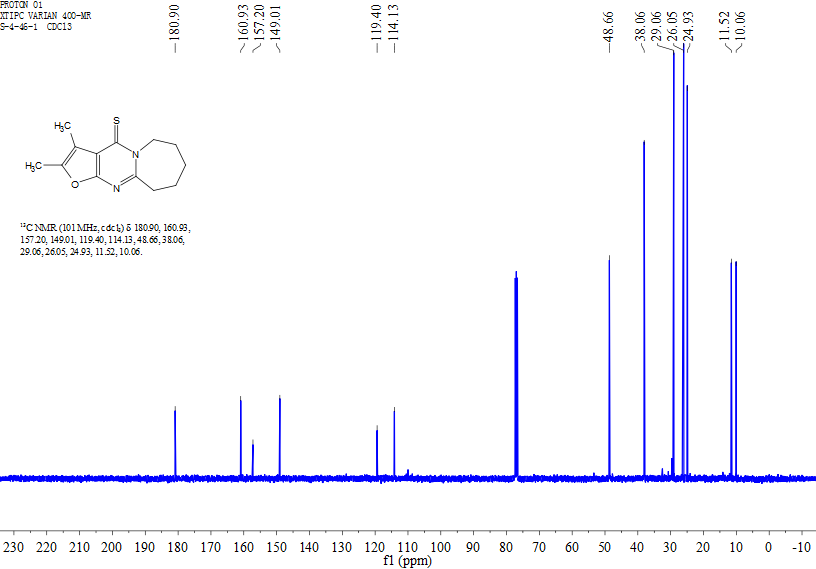 PROTON 01
XTIPC VARIAN 400-MR
S-4-46-1 CDCl3
180.90
160.93
157.20
149.01
119.40
114.13
48.66
38.06
29.06
26.05
24.93
11.52
10.06
S
H₃C
N
H₃C
O
N
¹³C NMR (101 MHz, cdcl₃) δ 180.90, 160.93,
157.20, 149.01, 119.40, 114.13, 48.66, 38.06,
29.06, 26.05, 24.93, 11.52, 10.06.
230 220 210 200 190 180 170 160 150 140 130 120 110 100 90 80 70 60 50 40 30 20 10 0 -10
f1 (ppm)